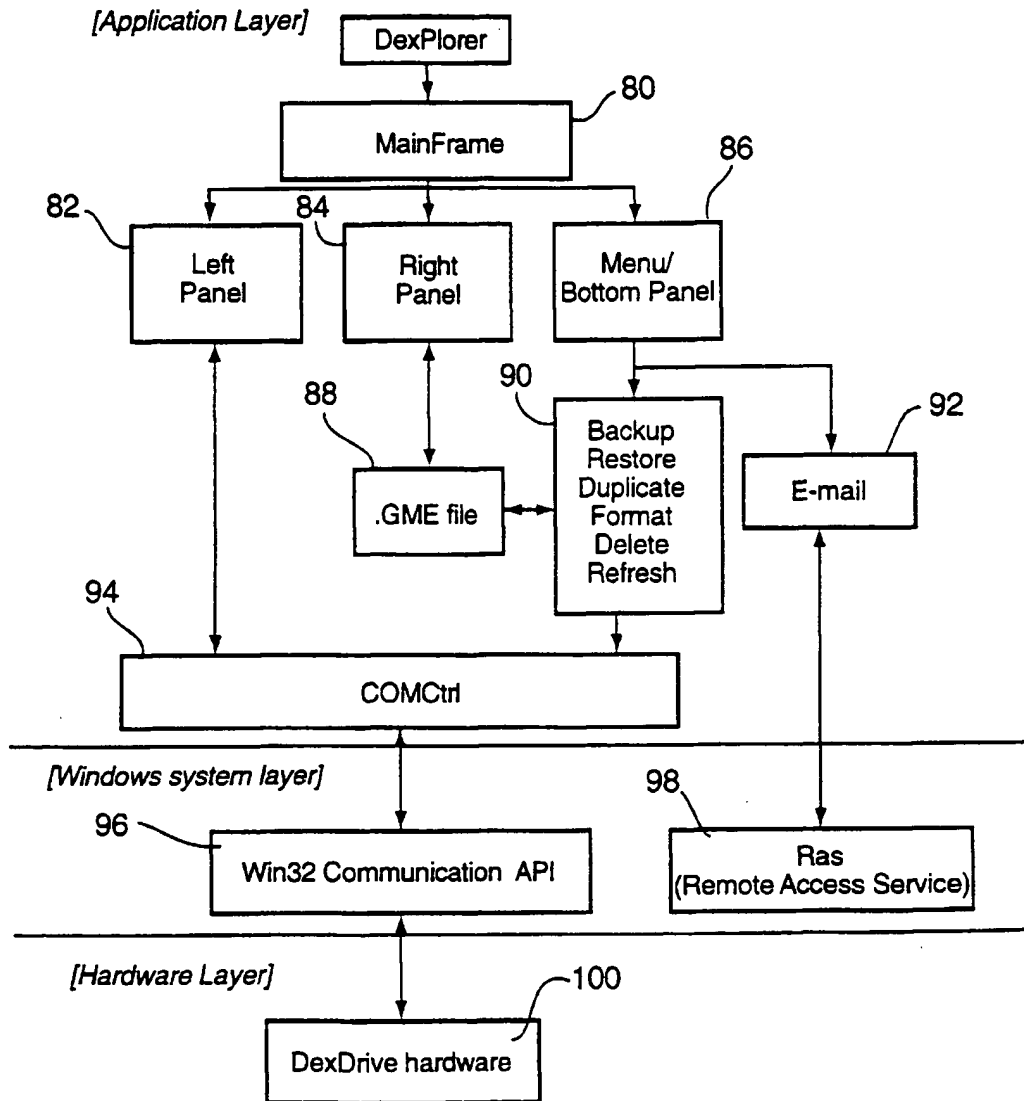 [Application Layer]
DexPlorer
80
MainFrame
86
82
84
Left
Panel
Right
Panel
Menu/
Bottom Panel
88
90
92
Backup
Restore
Duplicate
Format
Delete
Refresh
.GME file
E-mail
94
COMCtrl
[Windows system layer]
96
98
Win32 Communication API
Ras
(Remote Access Service)
[Hardware Layer]
100
DexDrive hardware